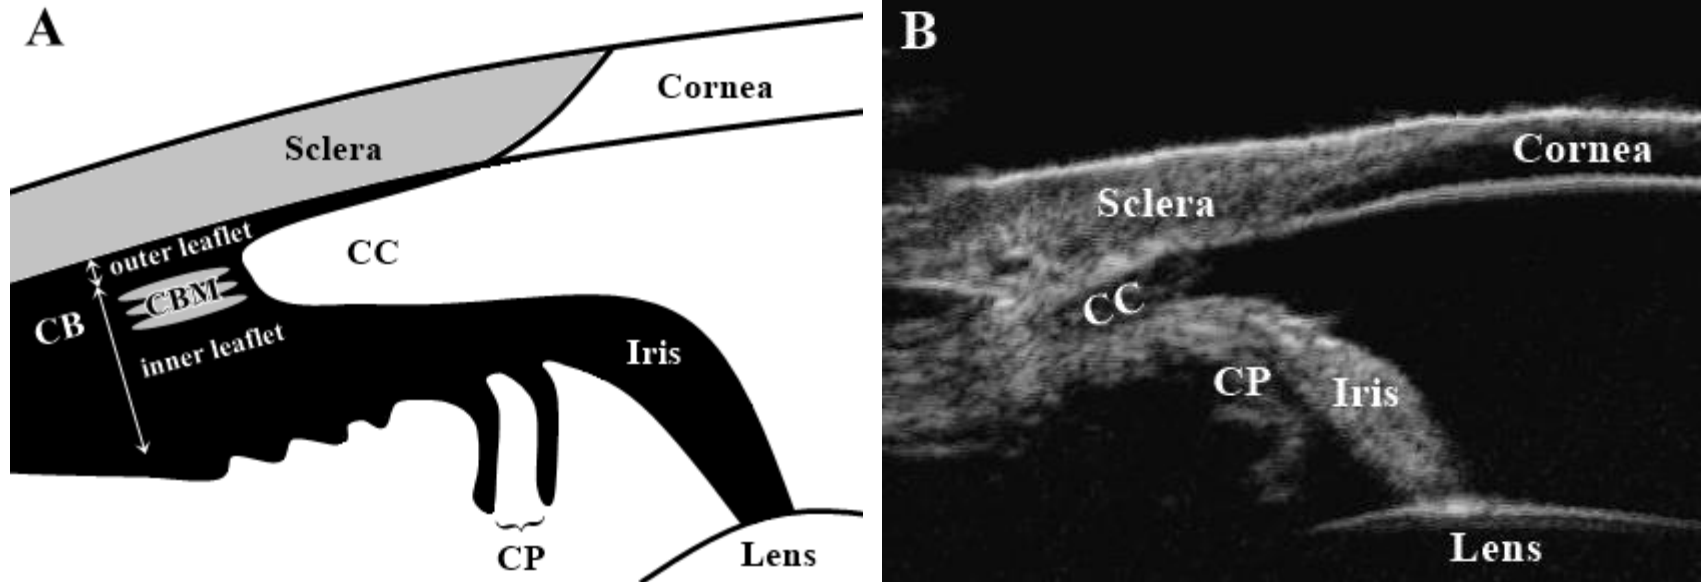 A
Cornea
Sclera
outer leaflet
CC
CBM
CB
inner leaflet
Iris
CP
Lens
B
Cornea
Sclera
CC
CP
Iris
Lens